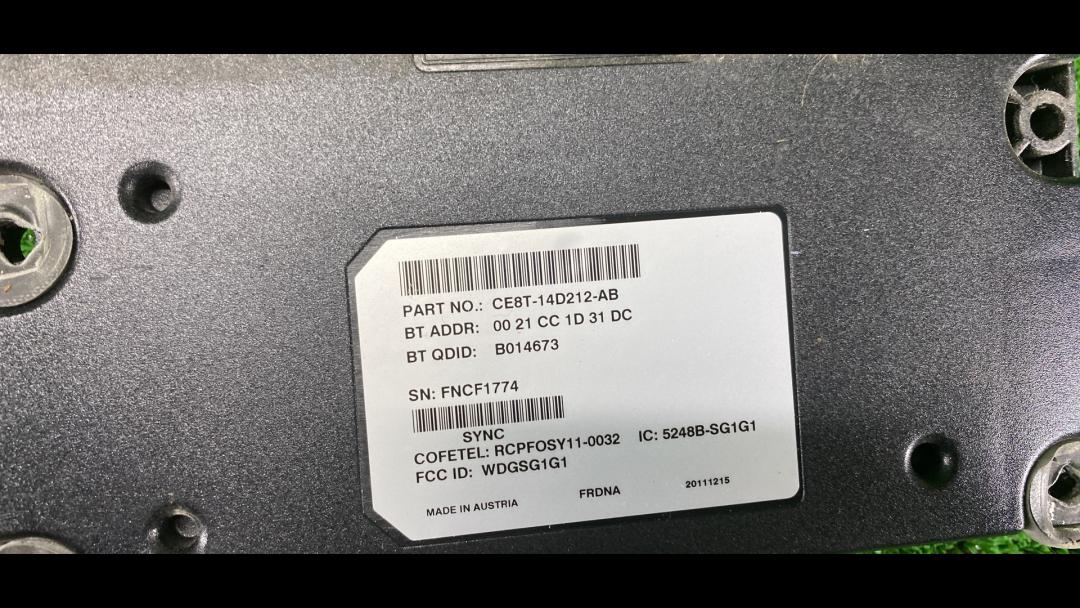 PART NO.: CE8T-14D212-AB
BT ADDR: 00 21 CC 1D 31 DC
BT QDID: B014673
SN: FNCF1774
SYNC
COFETEL: RCPFOSY11-0032 IC: 5248B-SG1G1
FCC ID: WDGSG1G1
MADE IN AUSTRIA FRDNA 20111215